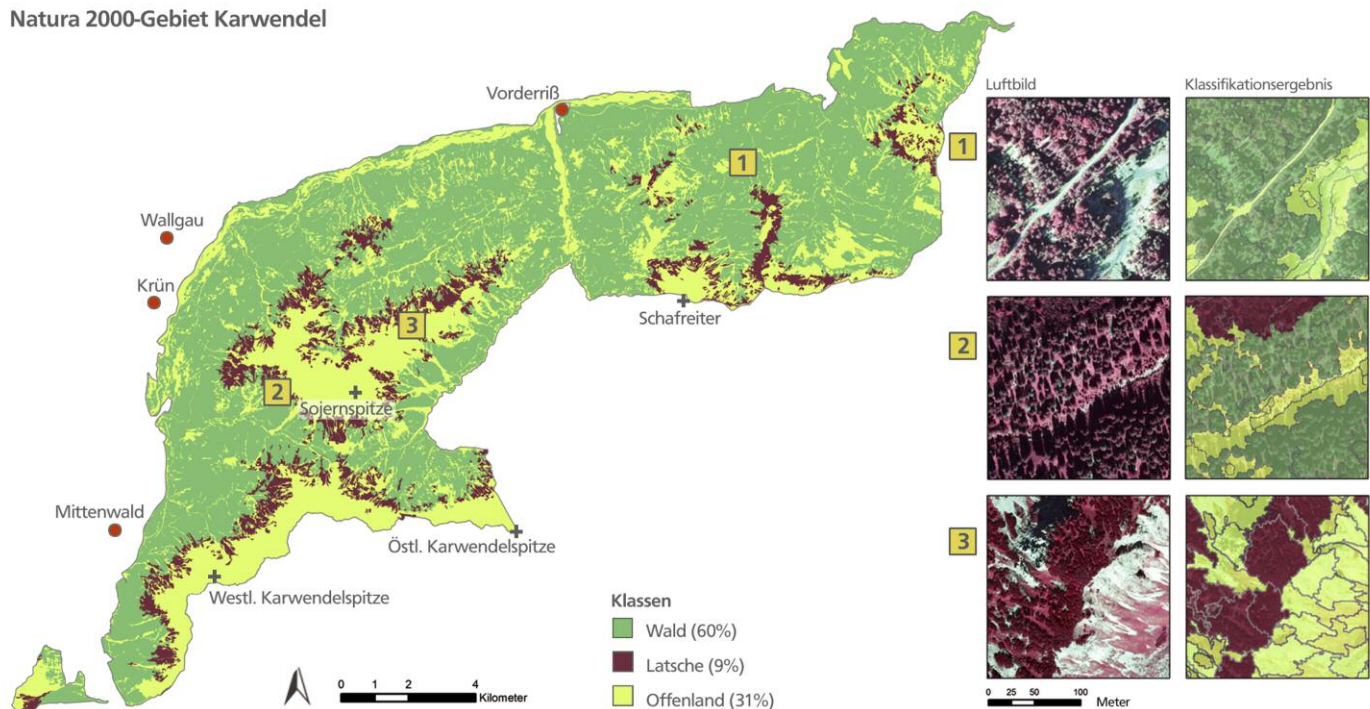 Natura 2000-Gebiet Karwendel
Vorderriß
Luftbild
Klassifikationsergebnis
1
1
Wallgau
Krün
3
Schafreiter
2
2
Sojernspitze
Mittenwald
Östl. Karwendelspitze
3
Westl. Karwendelspitze
Klassen
Wald (60%)
Latsche (9%)
Offenland (31%)
0 1 2 4
Kilometer
0 25 50 100
Meter